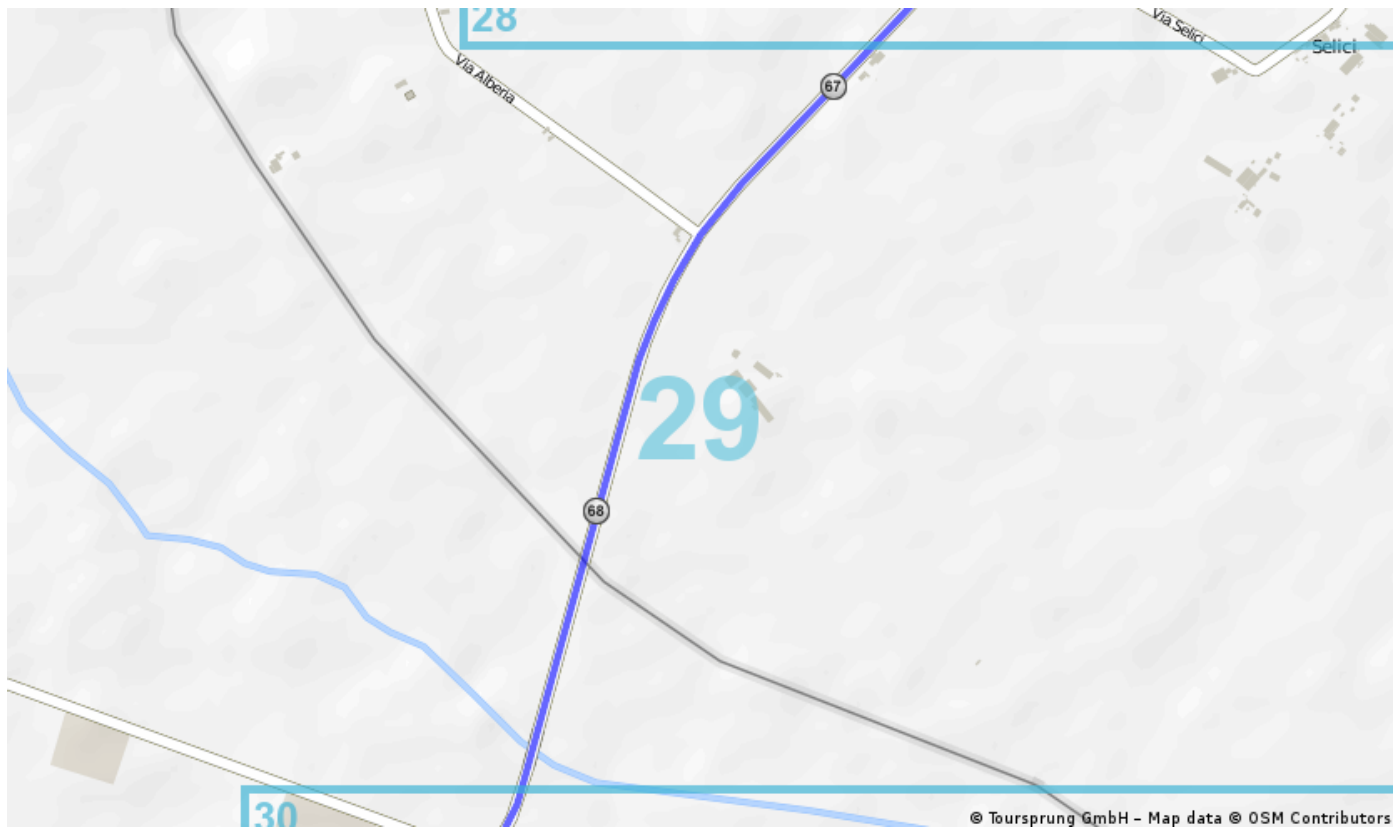 28
Via Selici
Selici
Via Alberia
67
29
68
30
© Toursprung GmbH – Map data © OSM Contributors